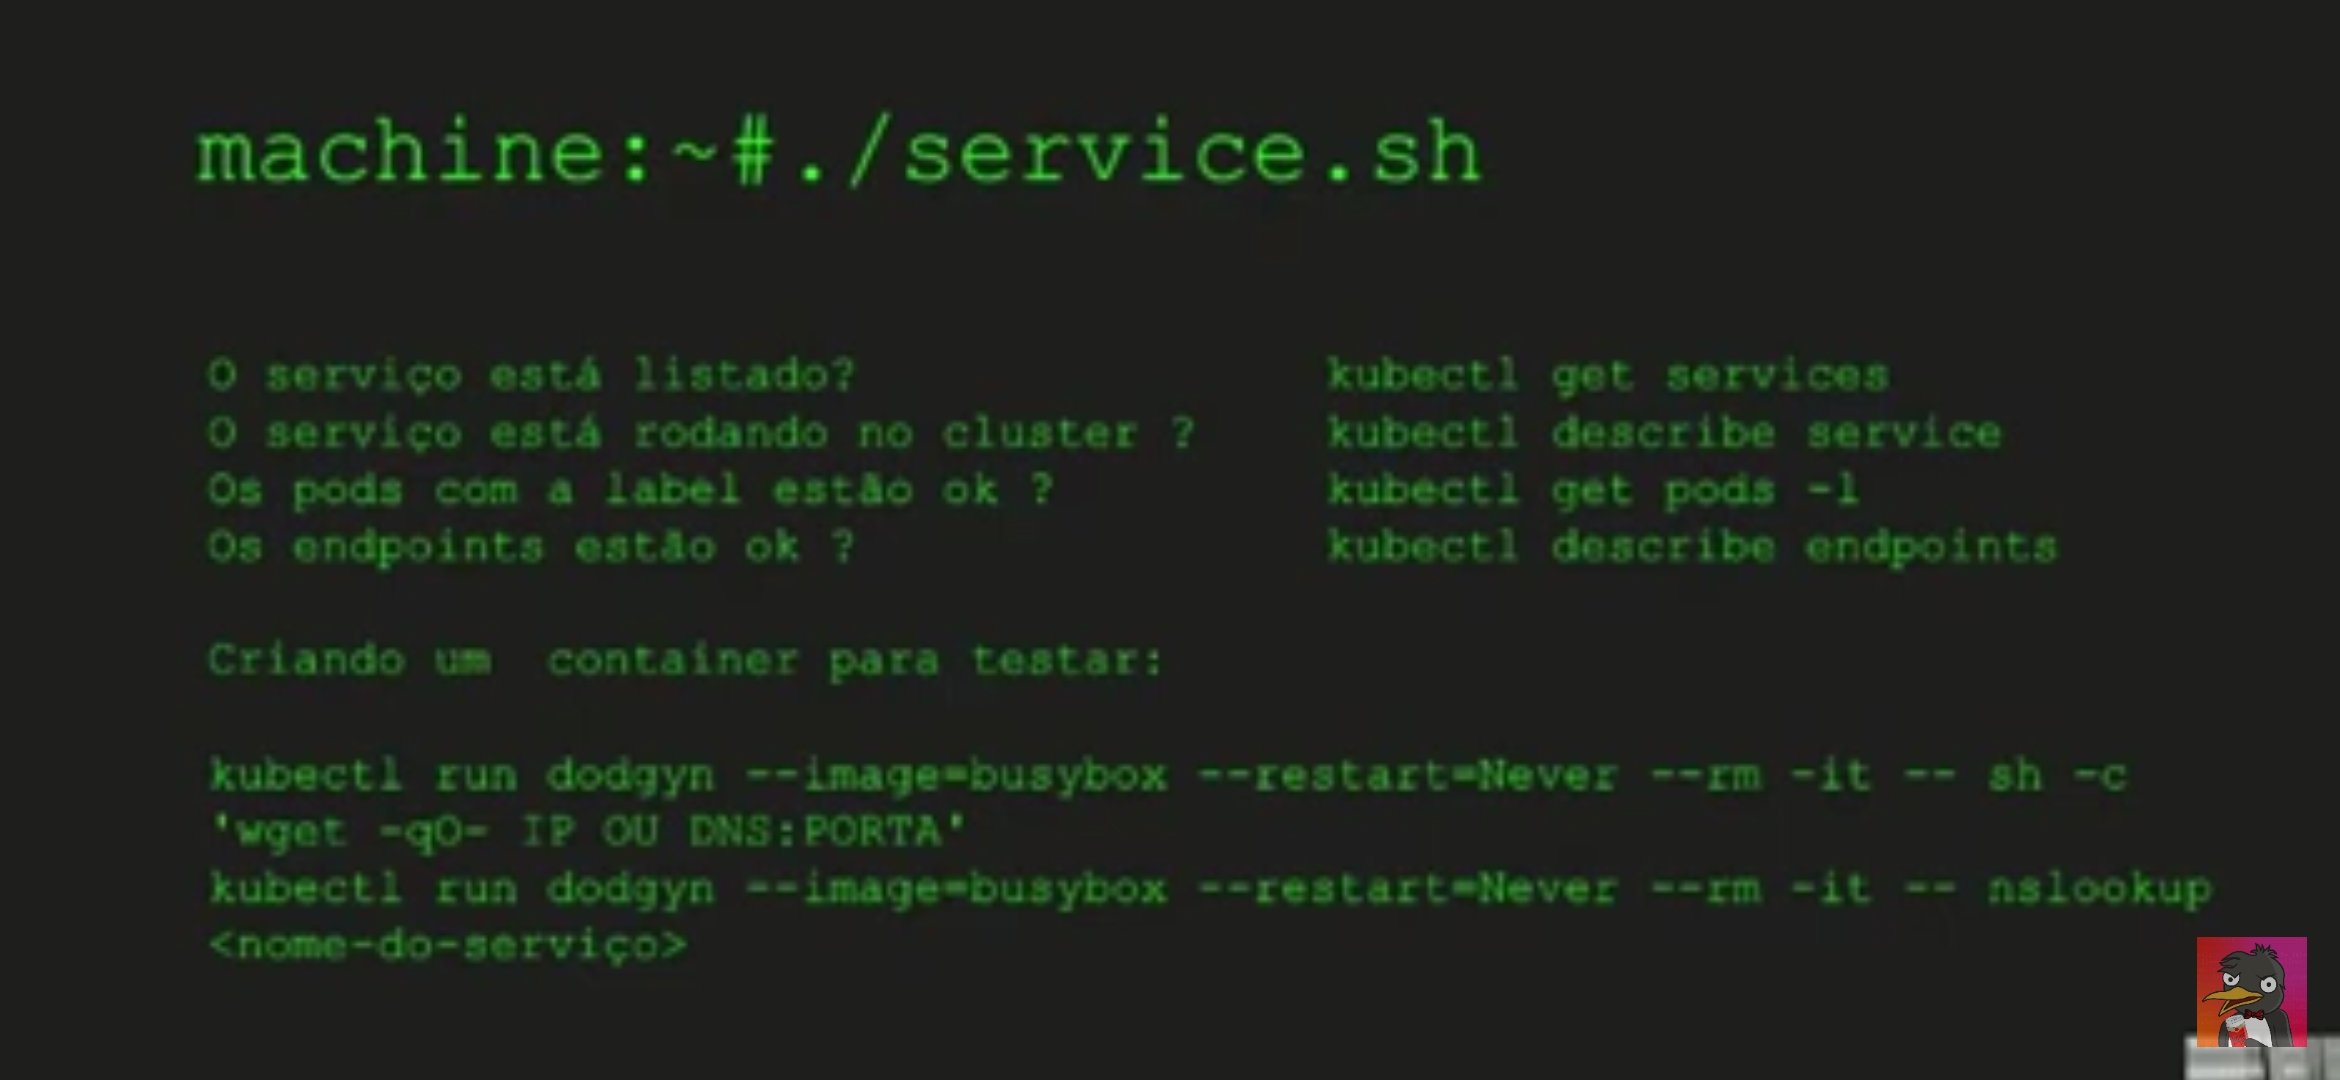 machine:~#./service.sh
O serviço está listado? kubectl get services
O serviço está rodando no cluster ? kubectl describe service
Os pods com a label estão ok ? kubectl get pods -l
Os endpoints estão ok ? kubectl describe endpoints
Criando um  container para testar:
kubectl run dodgyn --image=busybox --restart=Never --rm -it -- sh -c
'wget -qO- IP OU DNS:PORTA'
kubectl run dodgyn --image=busybox --restart=Never --rm -it -- nslookup
<nome-do-serviço>